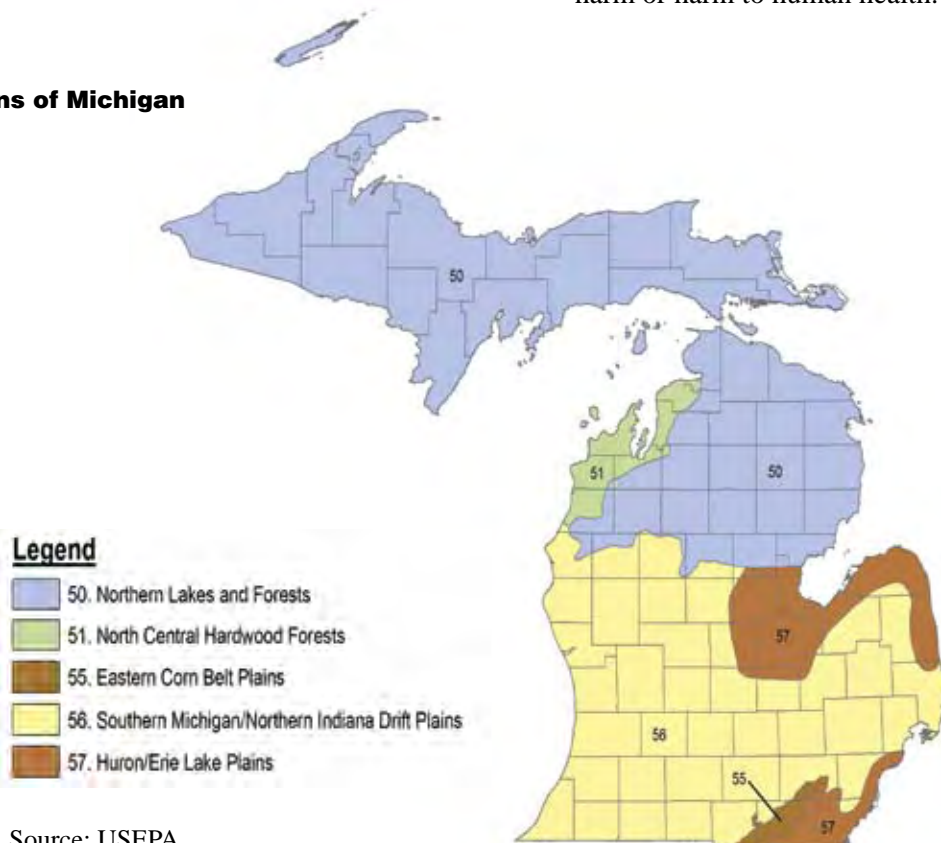 harm or harm to human health.
ns of Michigan
50
51
50
Legend
50. Northern Lakes and Forests
51. North Central Hardwood Forests
55. Eastern Corn Belt Plains
56. Southern Michigan/Northern Indiana Drift Plains
57. Huron/Erie Lake Plains
57
56
55
57
Source: USEPA